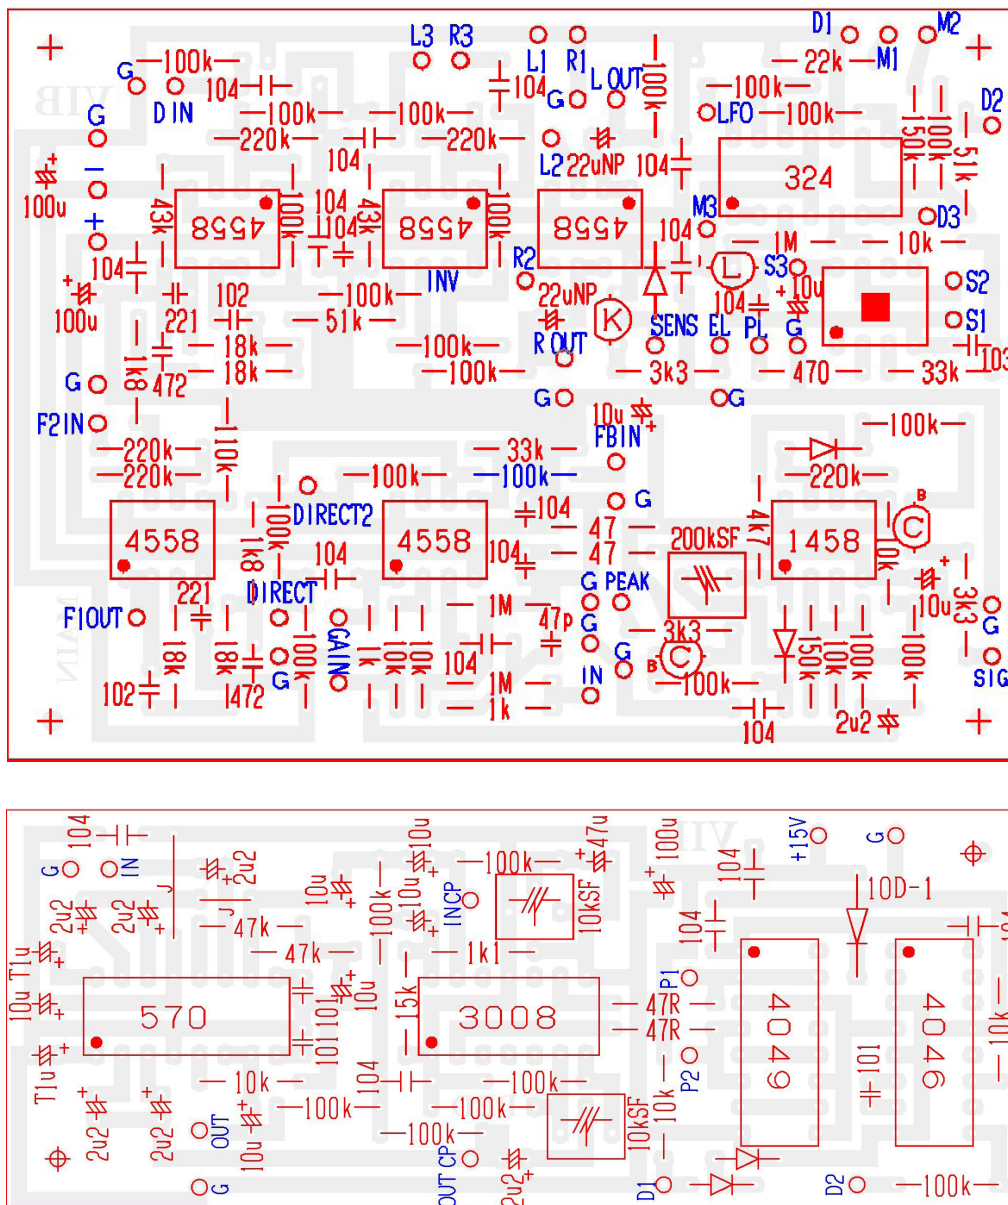 L3 R3 D1 M2
L1 R1 M1
100k 22k
G 104 L OUT
D IN 104 G 100k LFO D2
VIB
G 100k 100k 100k 150k 100k 51k
220k 104 220k L2 22uNP 104
324
−
100u 43k 4558 100k 104 104 43k 4558 100k 4558 M3 D3
+ 104 1M 10k
104 INV R2 L S3
S2
100u 221 102 100k 22uNP K 104 10u
51k SENS EL PL G S1
18k 100k R OUT 103
1k8 472 18k 100k 3k3 470 33k
G G G
F2IN 110k 10u FBIN 100k
220k 33k
220k 100k 100k 220k
DIRECT2 G 4k7 B
4558 100k 4558 104 47 200kSF 1458 C
1k8 104 104 47 10k
221 DIRECT G PEAK 10u 3k3
F1OUT 1M 47p G G
18k 18k 100k GAIN 1k 10k 10k 104 3k3 150k 10k 100k 100k
MAIN
G G B C
102 472 1M IN 100k SIG
1k 104 2u2
104 10u 47u 100u +15V G
VIB
G IN J 2u2 100k 104 10D-1
2u2 2u2 J 10u 100k 10u INCP 10kSF 104 104
47k
T1u 47k 1k1
10u 570 101 10u 15k 3008 47R P1 4049 4046 10k
101 47R
T1u 10k 104 100k P2 101
2u2 2u2 OUT 10u 100k 10kSF 10k
100k
G OUT CP 2u2 D1 D2 100k